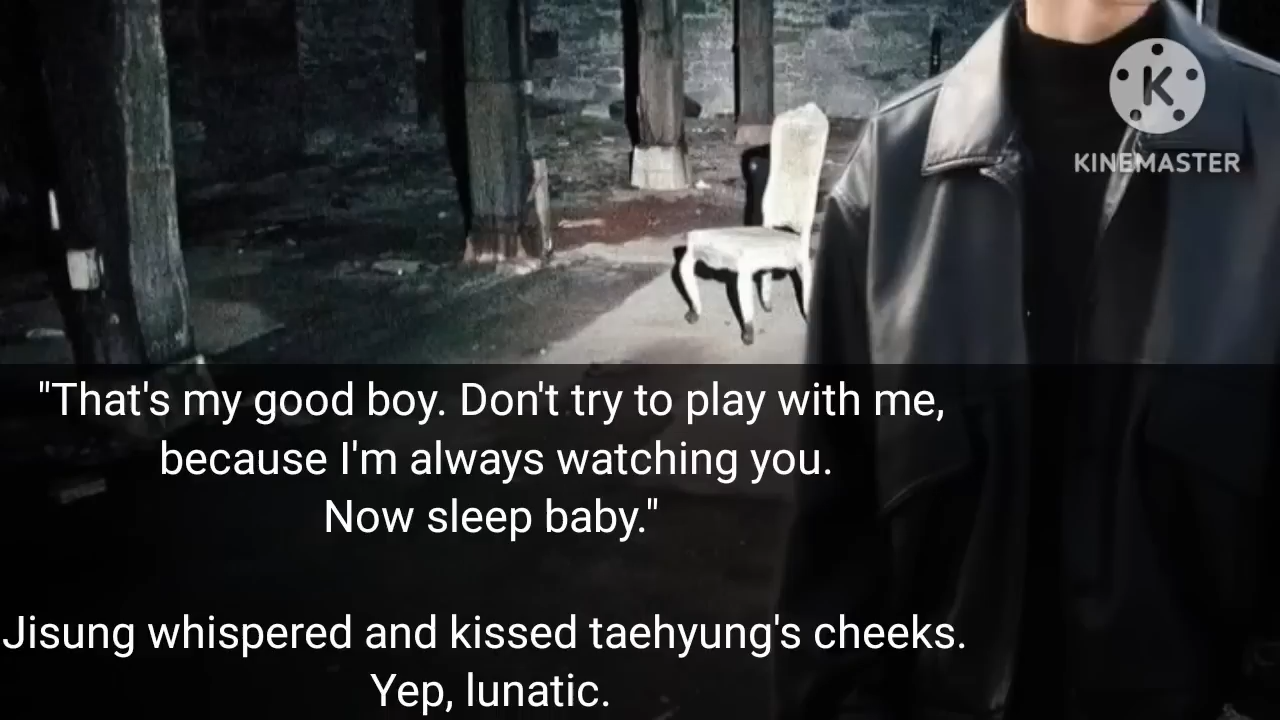 KINEMASTER
"That's my good boy. Don't try to play with me,
because I'm always watching you.
Now sleep baby."
Jisung whispered and kissed taehyung's cheeks.
Yep, lunatic.